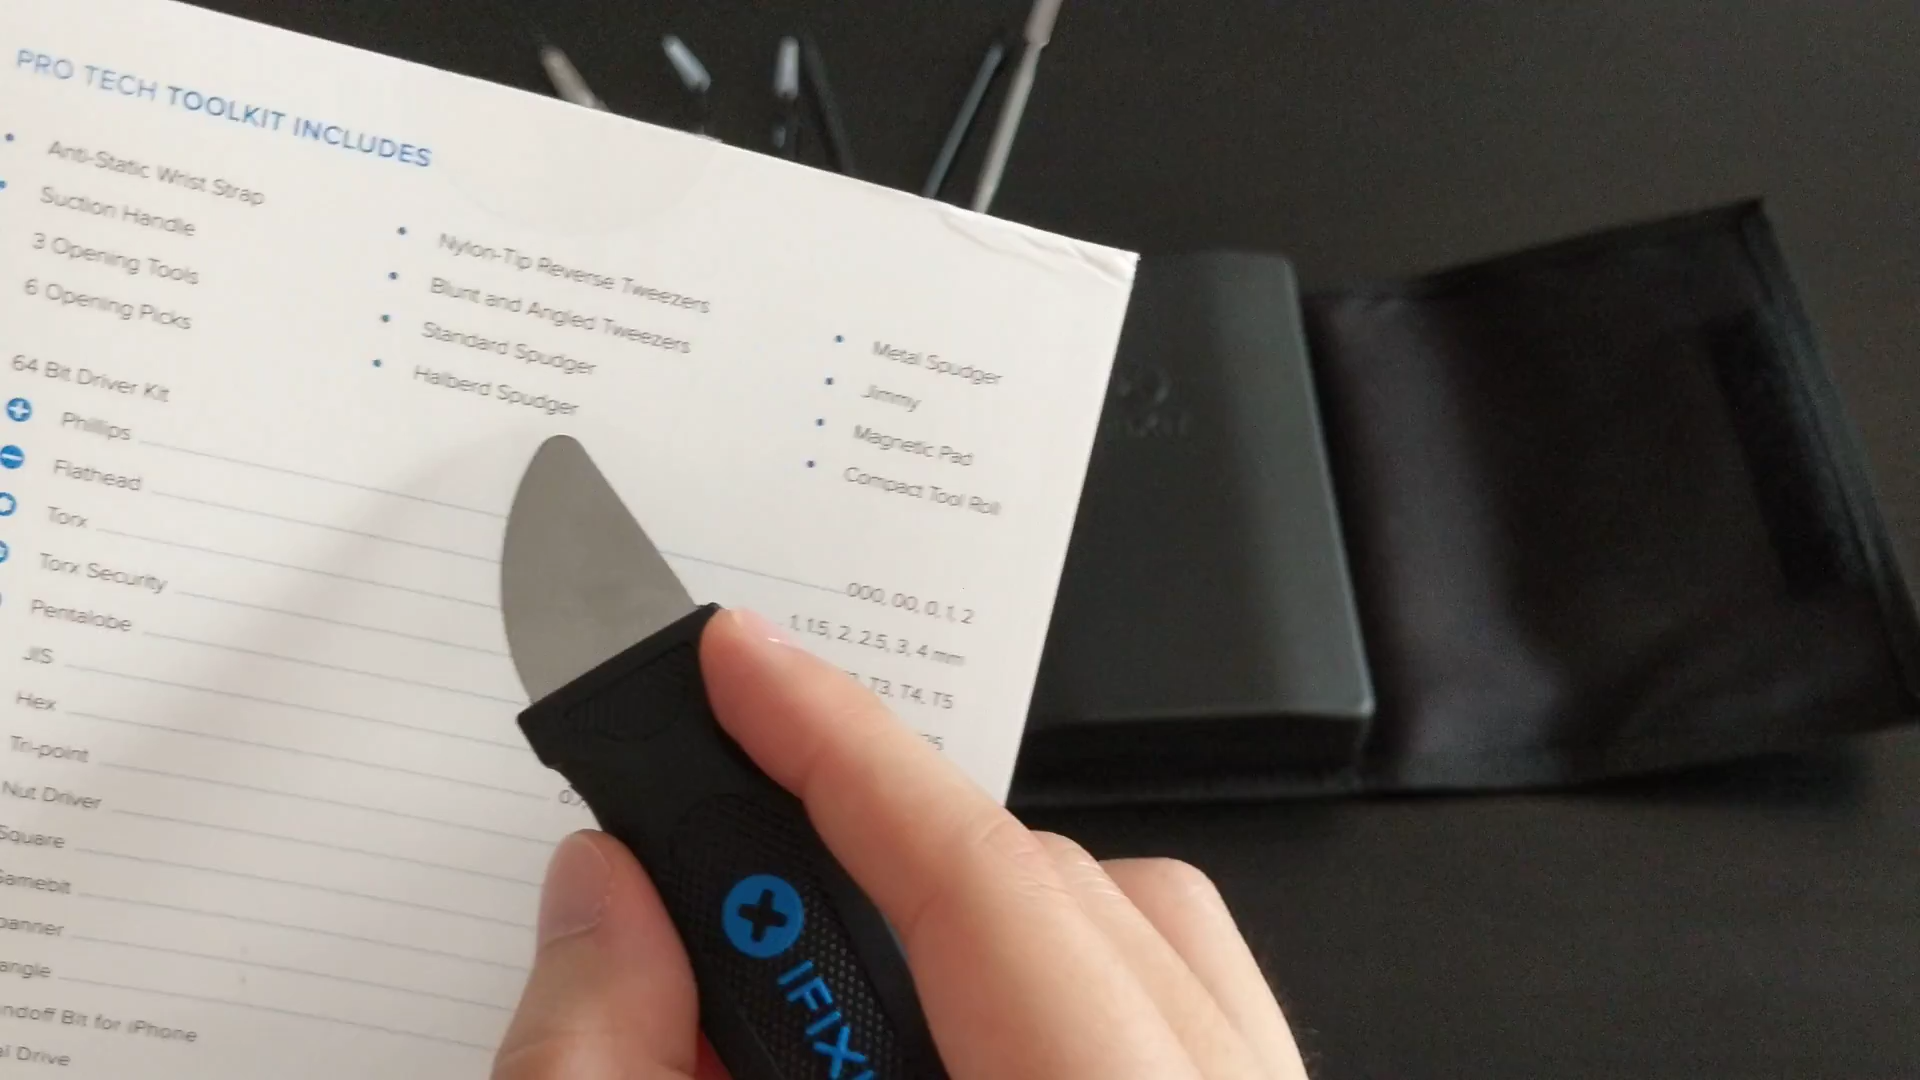 PRO TECH TOOLKIT INCLUDES
Anti-Static Wrist Strap
Suction Handle
3 Opening Tools
6 Opening Picks
Nylon-Tip Reverse Tweezers
Blunt and Angled Tweezers
Standard Spudger
Halberd Spudger
Metal Spudger
Jimmy
Magnetic Pad
Compact Tool Roll
64 Bit Driver Kit
Phillips 000, 00, 0, 1, 2
Flathead 1, 1.5, 2, 2.5, 3, 4 mm
Torx T3, T4, T5
Torx Security
Pentalobe
JIS
Hex
Tri-point
Nut Driver
Square
Gamebit
Bit for iPhone
Drive
IFIXI